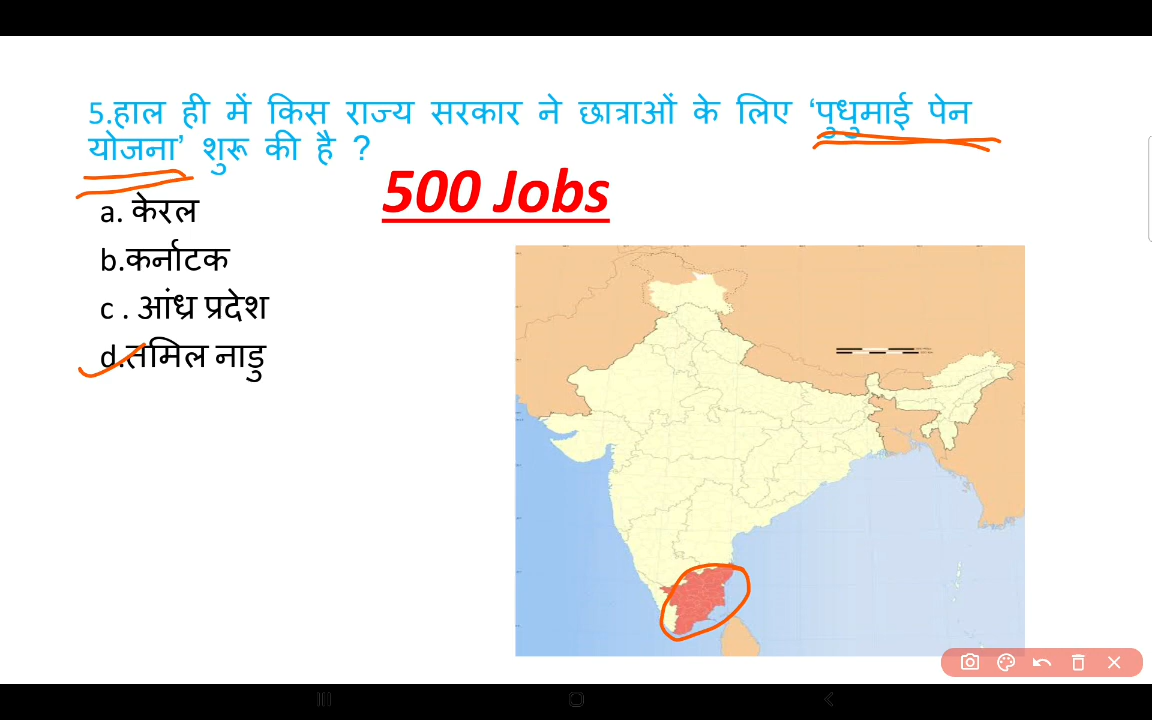 5.हाल ही में किस राज्य सरकार ने छात्राओं के लिए ‘पुधुमाई पेन
योजना’ शुरू की है ?
500 Jobs
a. केरल
b.कर्नाटक
c . आंध्र प्रदेश
d.तमिल नाडु